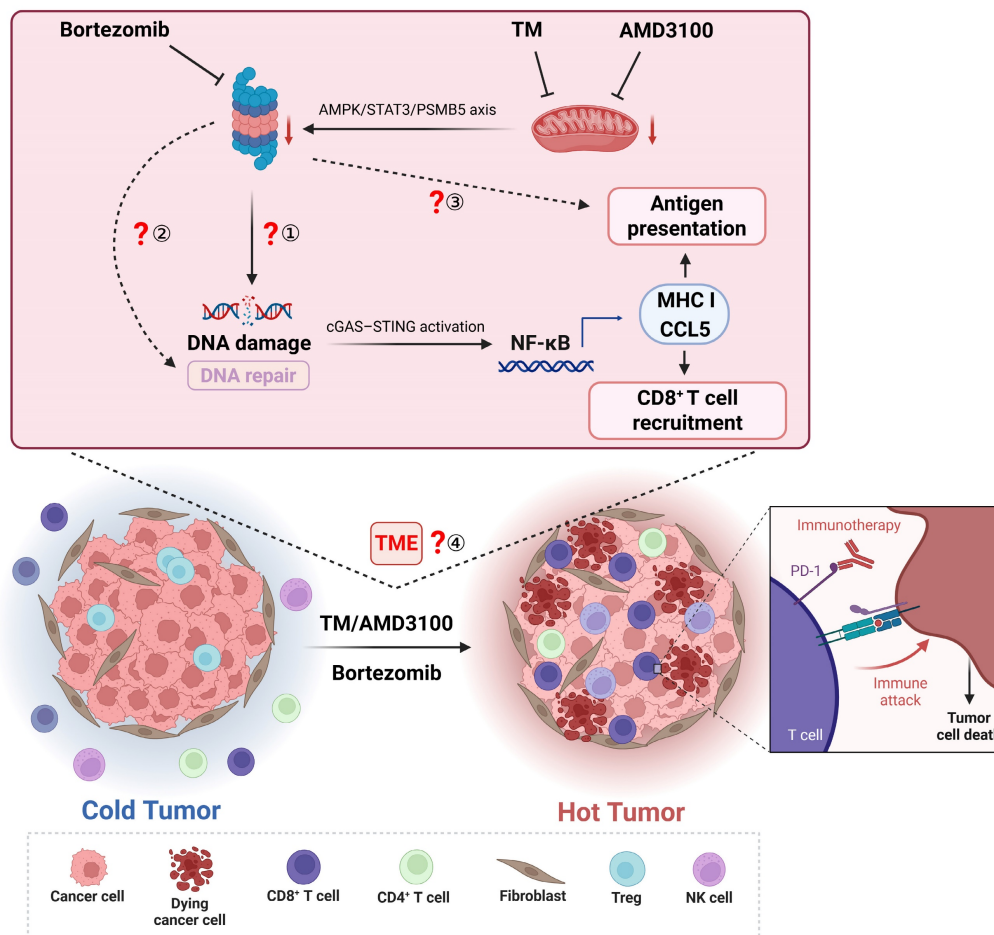 Bortezomib
TM
AMD3100
AMPK/STAT3/PSMB5 axis
?③
Antigen
presentation
?②
?①
MHC I
CCL5
DNA damage
cGAS–STING activation
NF-κB
DNA repair
CD8⁺ T cell
recruitment
TME ?④
TM/AMD3100
Bortezomib
Immunotherapy
PD-1
Immune
attack
T cell
Tumor
cell death
Cold Tumor
Hot Tumor
Cancer cell
Dying
cancer cell
CD8⁺ T cell
CD4⁺ T cell
Fibroblast
Treg
NK cell